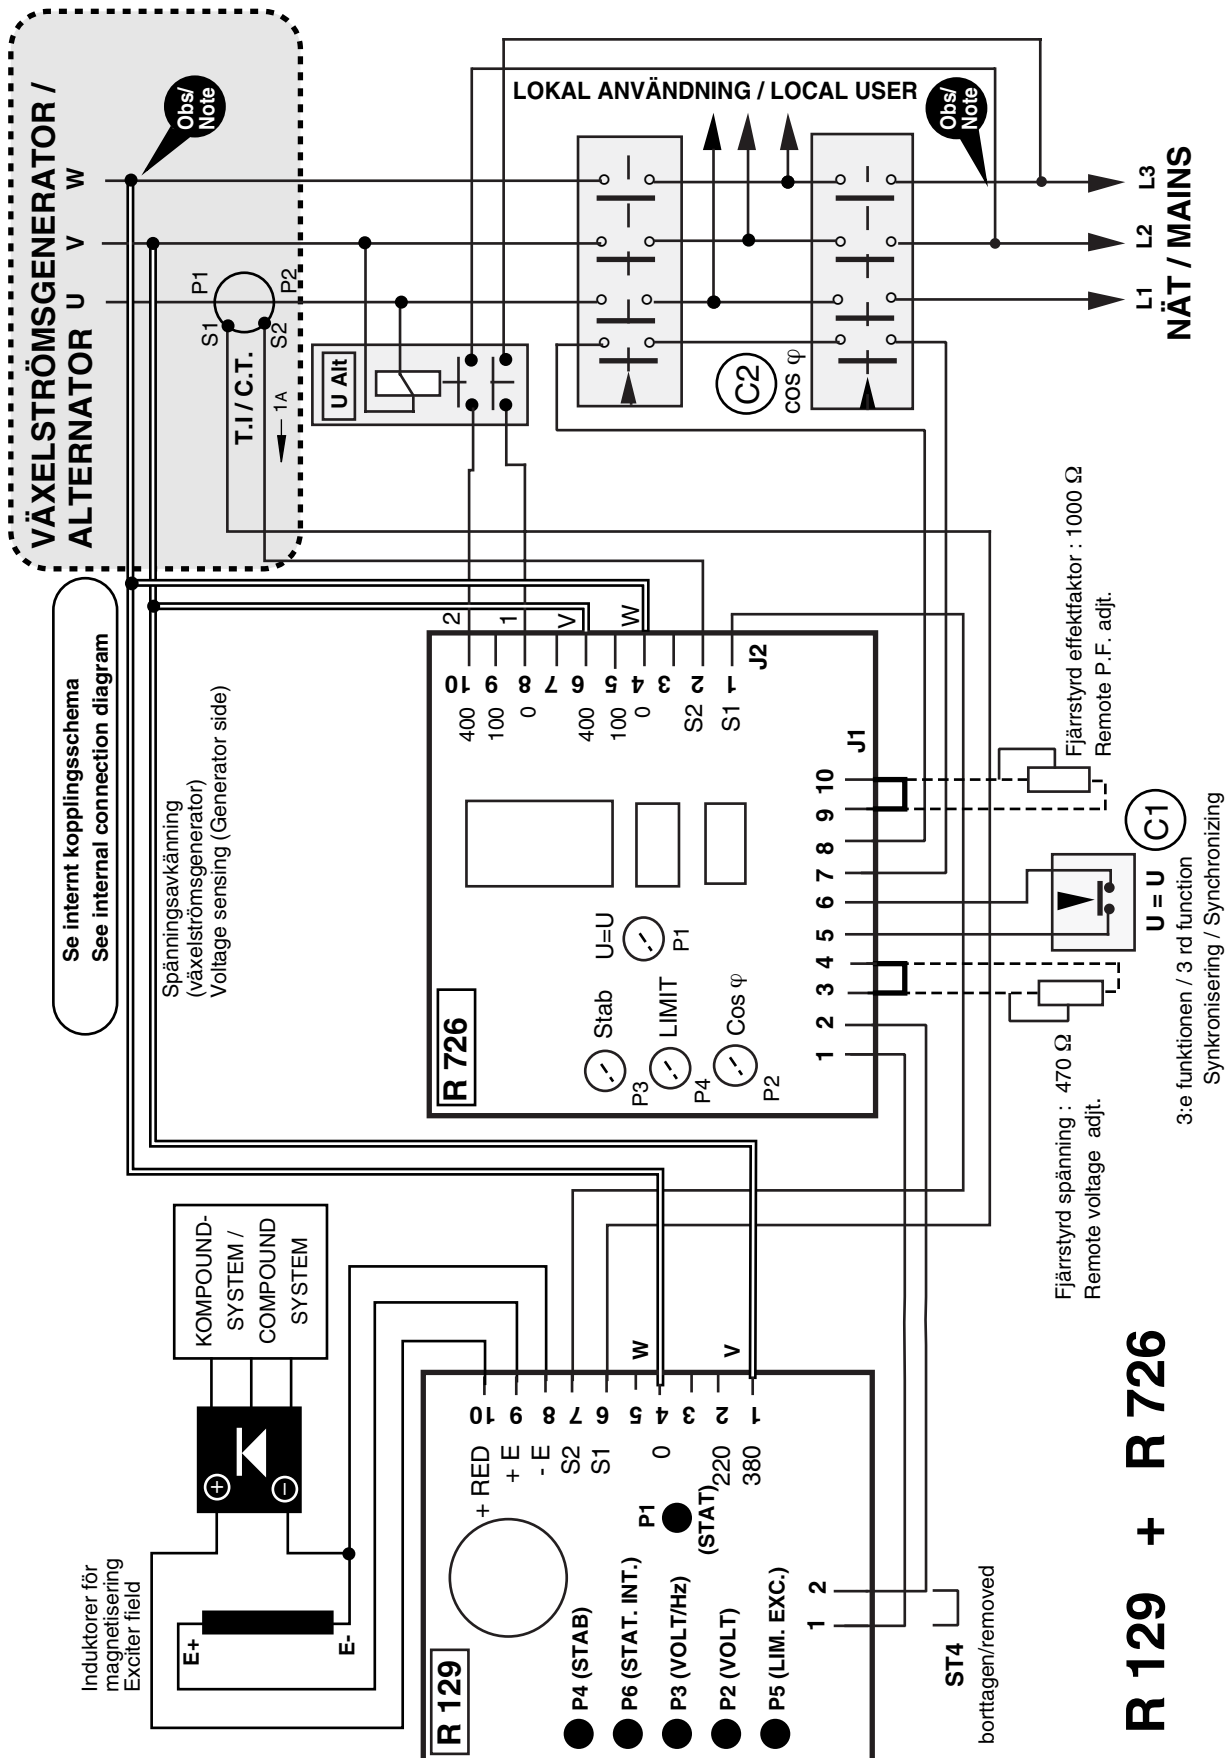 VÄXELSTRÖMSGENERATOR /
ALTERNATOR
U
V
W
Obs/
Note
P1
P2
S1
S2
T.I / C.T.
1A
Se internt kopplingsschema
See internal connection diagram
Spänningsavkänning
(växelströmsgenerator)
Voltage sensing (Generator side)
U Alt
LOKAL ANVÄNDNING / LOCAL USER
Obs/
Note
C2
cos φ
L1
L2
L3
NÄT / MAINS
KOMPOUND-
SYSTEM /
COMPOUND
SYSTEM
+
−
Induktorer för
magnetisering
Exciter field
E+
E-
R 726
Stab
P3
LIMIT
P4
Cos φ
P2
U=U
P1
2
1
V
W
10
9
8
7
6
5
4
3
2
1
400
100
0
400
100
0
S2
S1
J2
J1
1
2
3
4
5
6
7
8
9
10
Fjärrstyrd effektfaktor : 1000 Ω
Remote P.F. adjt.
C1
U = U
3:e funktionen / 3 rd function
Synkronisering / Synchronizing
Fjärrstyrd spänning : 470 Ω
Remote voltage adjt.
R 129
P4 (STAB)
P6 (STAT. INT.)
P3 (VOLT/Hz)
P2 (VOLT)
P5 (LIM. EXC.)
P1
(STAT)
+ RED
+ E
- E
S2
S1
0
220
380
10
9
8
7
6
5
4
3
2
1
W
V
1
2
ST4
borttagen/removed
R 129 + R 726